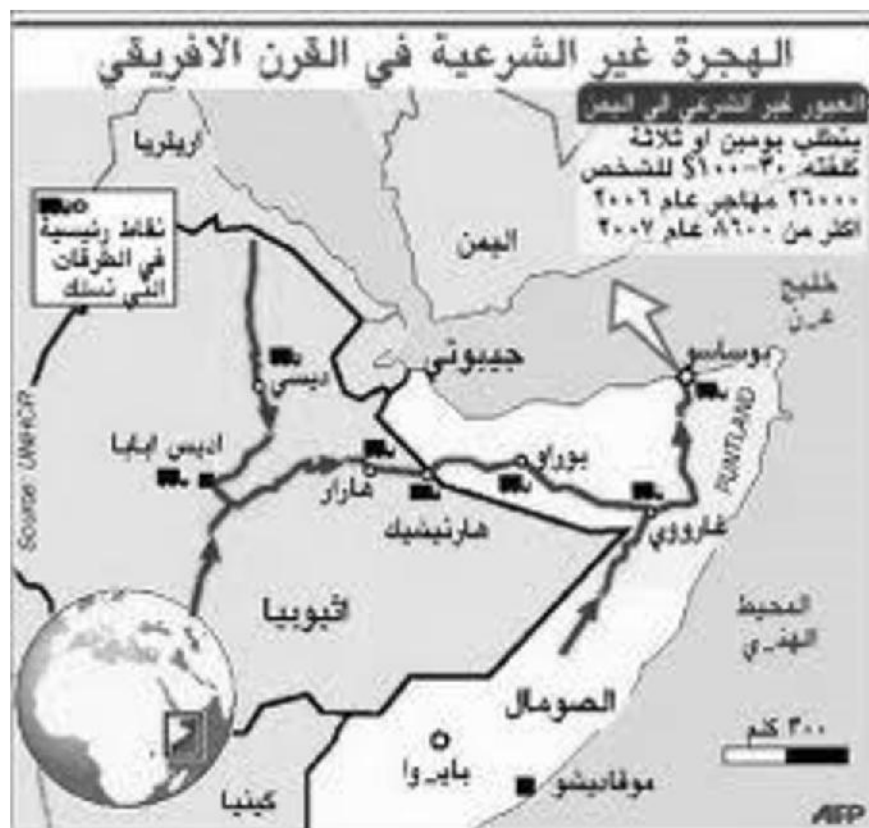 الهجرة غير الشرعية في القرن الافريقي
العبور غير الشرعي الى اليمن
يتطلب يومين او ثلاثة
كلفته: ٣٠-١٠٠$ للشخص
٢٦٠٠٠ مهاجر عام ٢٠٠٦
اكثر من ٨٦٠٠ عام ٢٠٠٧
اريتريا
نقاط رئيسية
في الطرقات
التي تسلك
اليمن
خليج
عدن
جيبوتي
بوساسو
ديسي
PUNTLAND
اديس ابابا
هارار
بوراو
هارتيشيك
غارووي
Source: UNHCR
اثيوبيا
المحيط
الهندي
الصومال
٣٠٠ كلم
بايدوا
موقاديشو
كينيا
AFP